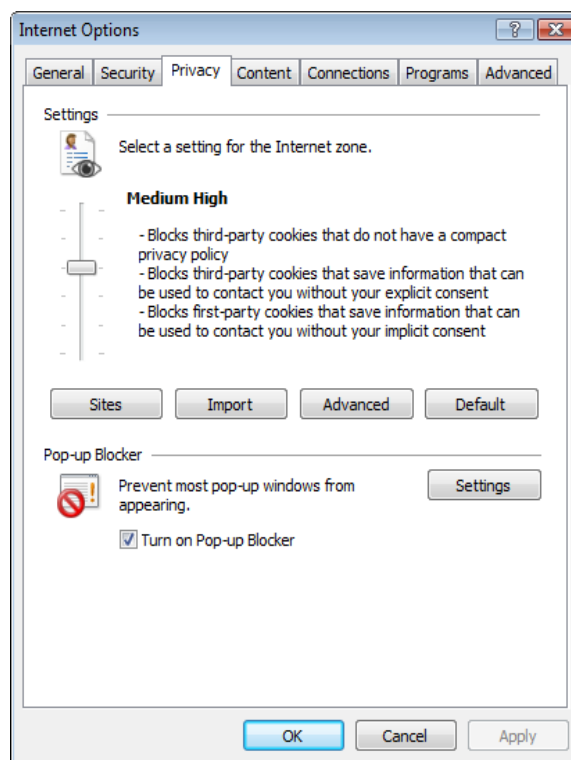 Internet Options
General Security Privacy Content Connections Programs Advanced
Settings
Select a setting for the Internet zone.
Medium High
- Blocks third-party cookies that do not have a compact
privacy policy
- Blocks third-party cookies that save information that can
be used to contact you without your explicit consent
- Blocks first-party cookies that save information that can
be used to contact you without your implicit consent
Sites Import Advanced Default
Pop-up Blocker
Prevent most pop-up windows from
appearing.
Settings
Turn on Pop-up Blocker
OK Cancel Apply